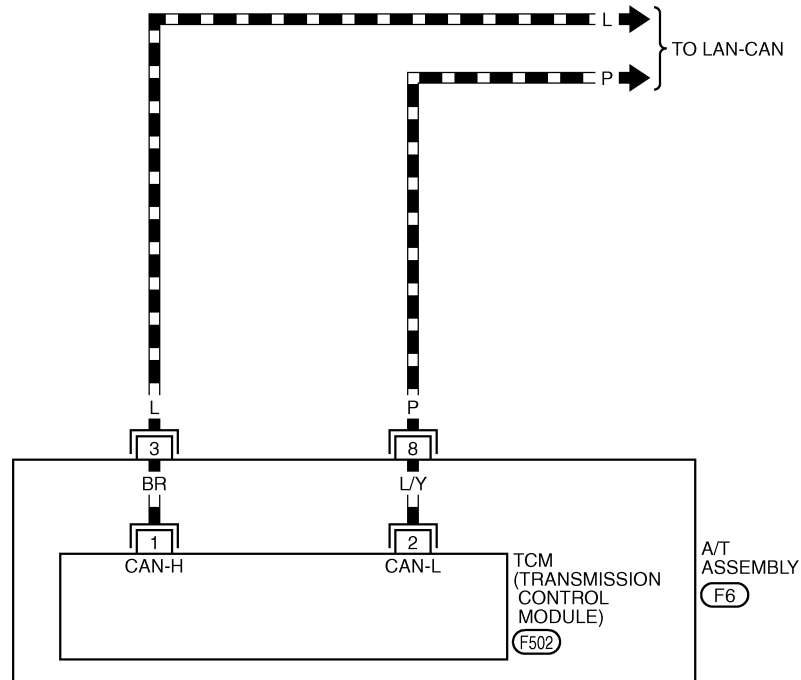 L
TO LAN-CAN
P
L
P
3
8
BR
L/Y
1
2
CAN-H
CAN-L
TCM
(TRANSMISSION
CONTROL
MODULE)
F502
A/T
ASSEMBLY
F6